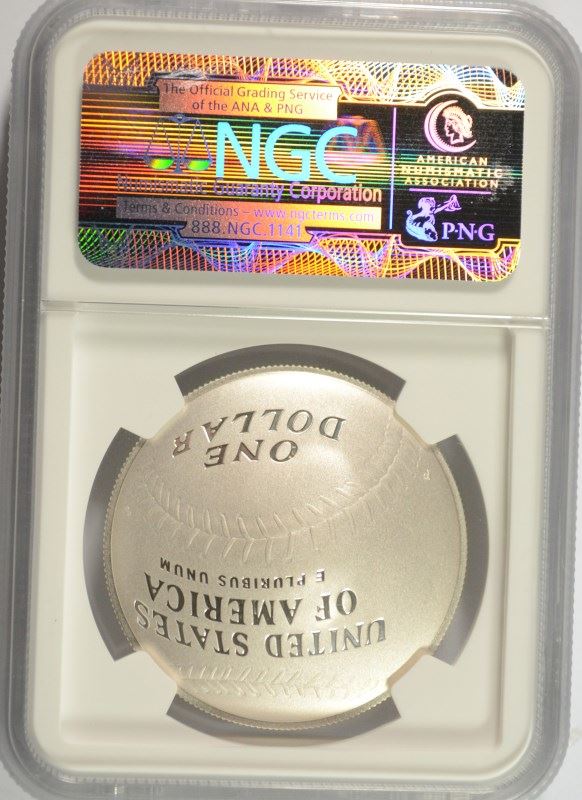 The Official Grading Service
of the ANA & PNG
NGC
Numismatic Guaranty Corporation
Terms & Conditions – www.ngcterms.com
888.NGC.1141
AMERICAN
NUMISMATIC
ASSOCIATION
PNG
UNITED STATES
OF AMERICA
E PLURIBUS UNUM
ONE
DOLLAR